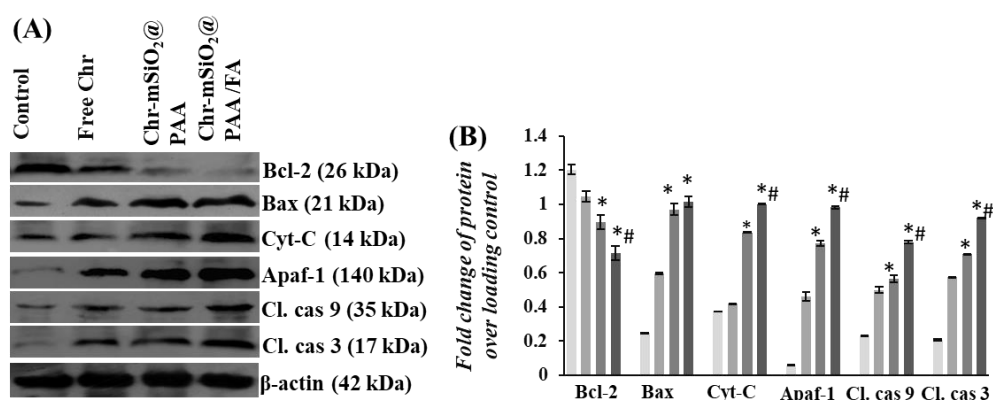 (A)
Control
Free Chr
Chr-mSiO₂@
PAA
Chr-mSiO₂@
PAA/FA
Bcl-2 (26 kDa)
Bax (21 kDa)
Cyt-C (14 kDa)
Apaf-1 (140 kDa)
Cl. cas 9 (35 kDa)
Cl. cas 3 (17 kDa)
β-actin (42 kDa)
(B)
Fold change of protein
over loading control
1.4
1.2
1
0.8
0.6
0.4
0.2
0
* *#
* *
* *#
* *#
* *#
* *#
Bcl-2 Bax Cyt-C Apaf-1 Cl. cas 9 Cl. cas 3